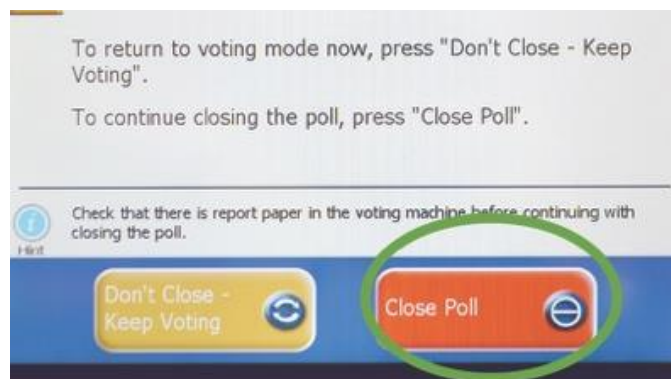 To return to voting mode now, press "Don't Close - Keep
Voting".
To continue closing the poll, press "Close Poll".
Check that there is report paper in the voting machine before continuing with
closing the poll.
Hint
Don't Close -
Keep Voting
Close Poll